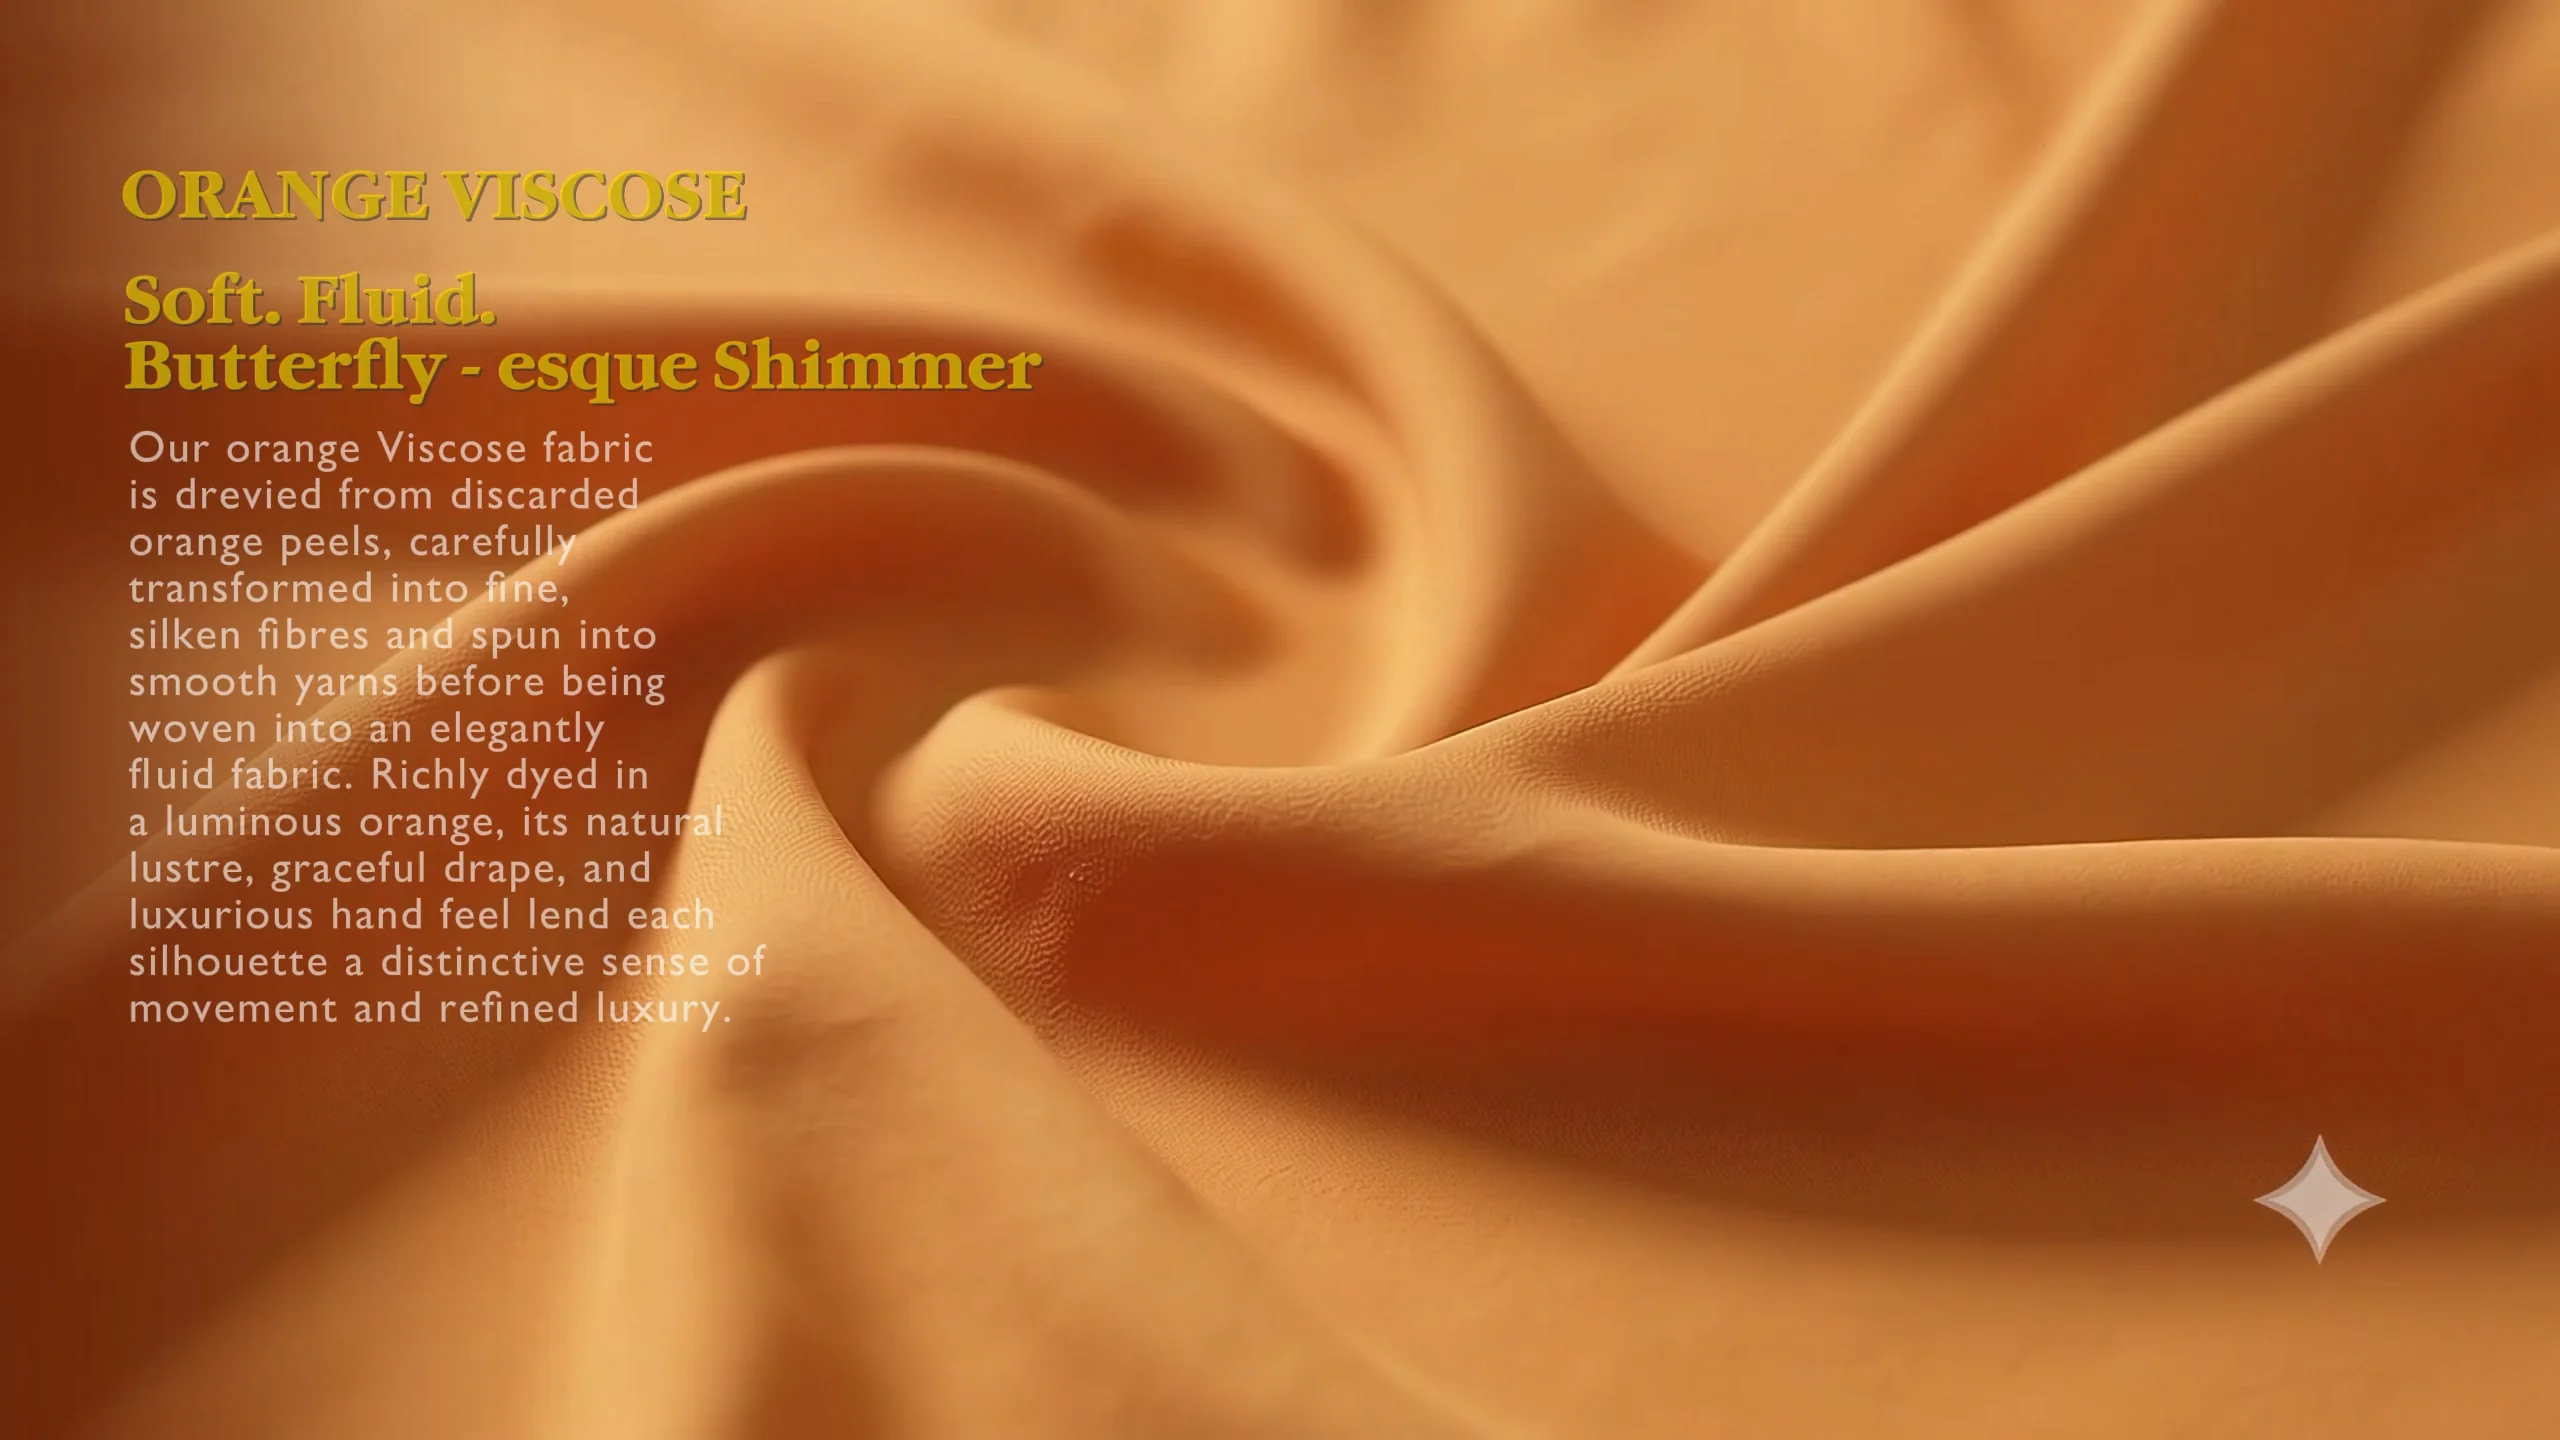 ORANGE VISCOSE
Soft. Fluid.
Butterfly - esque Shimmer
Our orange Viscose fabric
is drevied from discarded
orange peels, carefully
transformed into fine,
silken fibres and spun into
smooth yarns before being
woven into an elegantly
fluid fabric. Richly dyed in
a luminous orange, its natural
lustre, graceful drape, and
luxurious hand feel lend each
silhouette a distinctive sense of
movement and refined luxury.